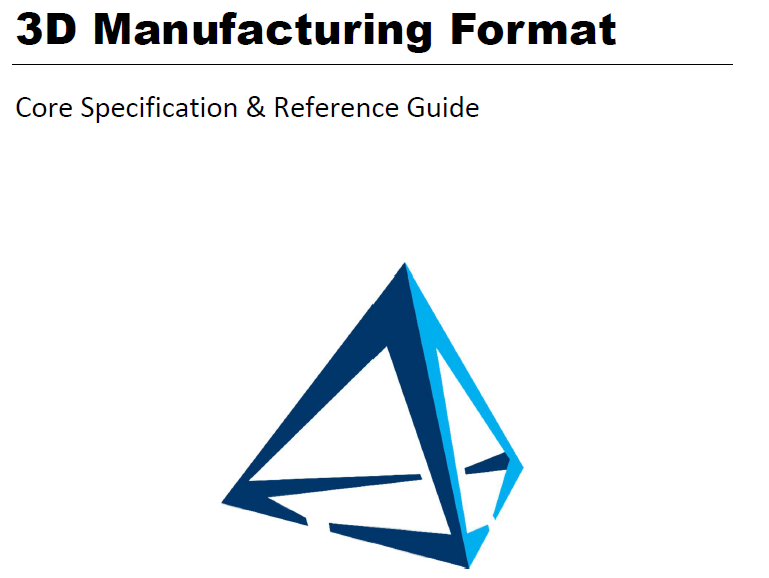 3D Manufacturing Format
Core Specification & Reference Guide